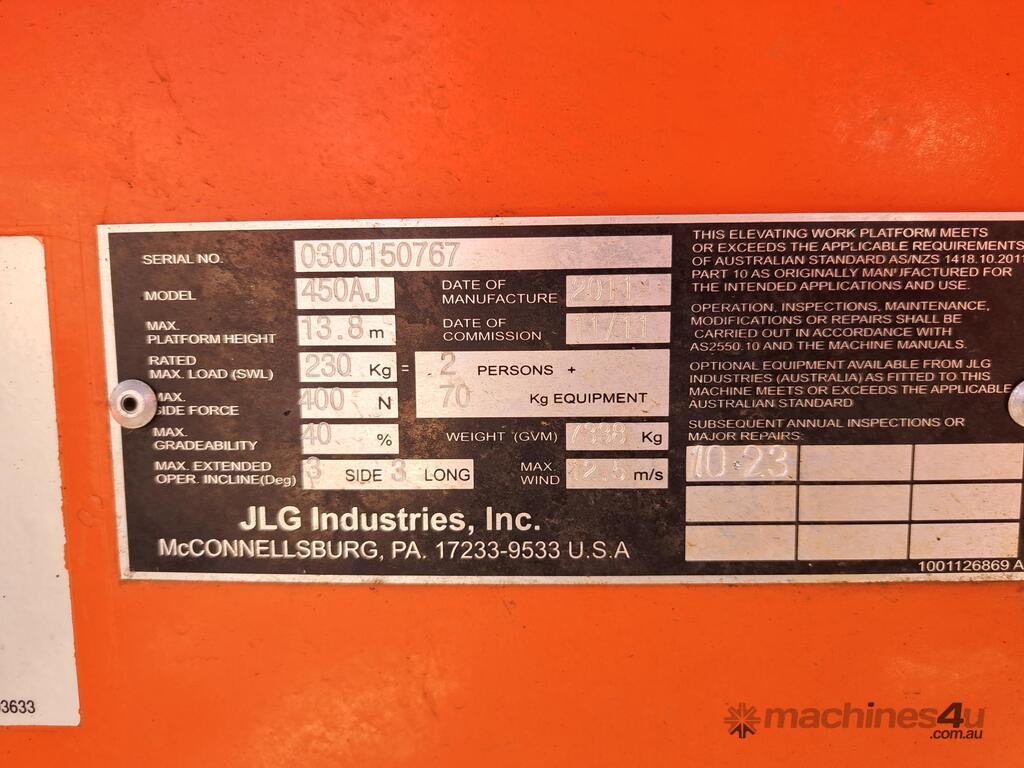 SERIAL NO. 0300150767
MODEL 450AJ
DATE OF MANUFACTURE 2011
MAX. PLATFORM HEIGHT 13.8 m
DATE OF COMMISSION 11/11
RATED MAX. LOAD (SWL) 230 Kg = 2 PERSONS +
70 Kg EQUIPMENT
MAX. SIDE FORCE 400 N
MAX. GRADEABILITY 40 %
WEIGHT (GVM) Kg
MAX. EXTENDED OPER. INCLINE(Deg) 3 SIDE 3 LONG
MAX. WIND 12.5 m/s
JLG Industries, Inc.
McCONNELLSBURG, PA. 17233-9533 U.S.A
THIS ELEVATING WORK PLATFORM MEETS
OR EXCEEDS THE APPLICABLE REQUIREMENTS
OF AUSTRALIAN STANDARD AS/NZS 1418.10.2011
PART 10 AS ORIGINALLY MANUFACTURED FOR
THE INTENDED APPLICATIONS AND USE.
OPERATION, INSPECTIONS, MAINTENANCE,
MODIFICATIONS OR REPAIRS SHALL BE
CARRIED OUT IN ACCORDANCE WITH
AS2550.10 AND THE MACHINE MANUALS.
OPTIONAL EQUIPMENT AVAILABLE FROM JLG
INDUSTRIES (AUSTRALIA) AS FITTED TO THIS
MACHINE MEETS OR EXCEEDS THE APPLICABLE
AUSTRALIAN STANDARD
SUBSEQUENT ANNUAL INSPECTIONS OR
MAJOR REPAIRS:
10 23
1001126869 A
03633
machines4u
.com.au